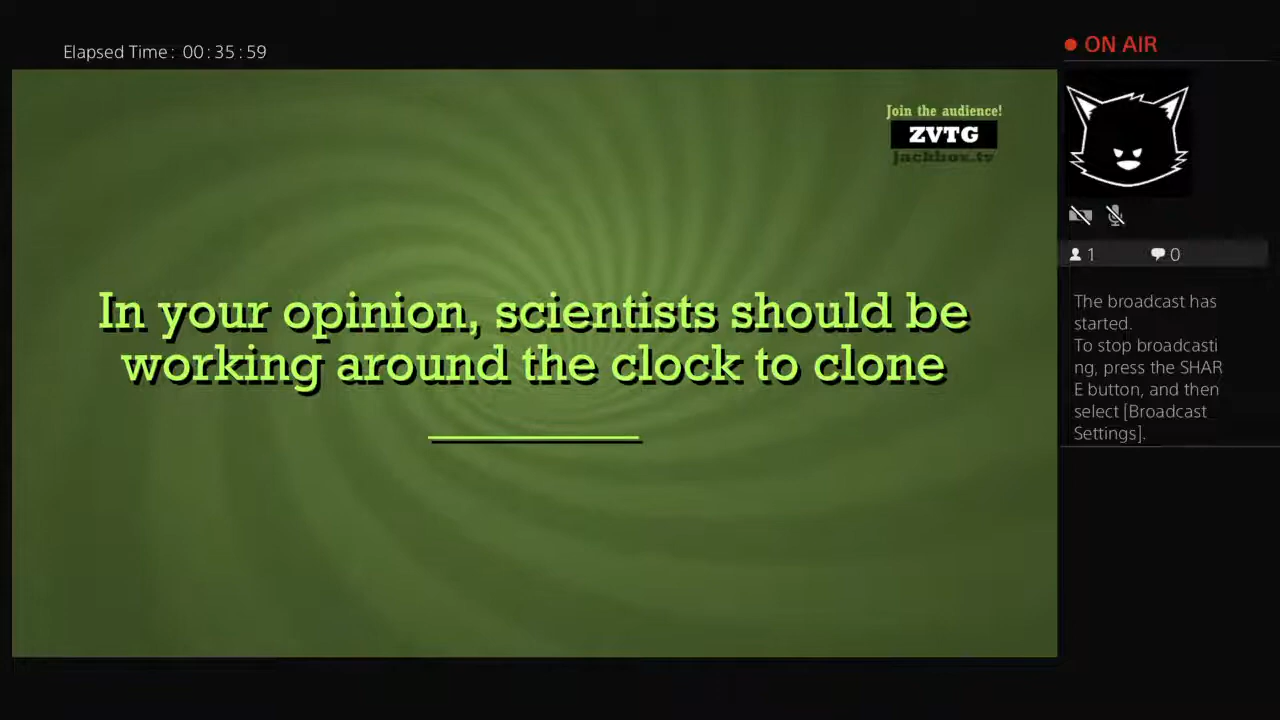 Elapsed Time: 00:35:59
ON AIR
Join the audience!
ZVTG
jackbox.tv
In your opinion, scientists should be
working around the clock to clone
1
0
The broadcast has
started.
To stop broadcasti
ng, press the SHAR
E button, and then
select [Broadcast
Settings].